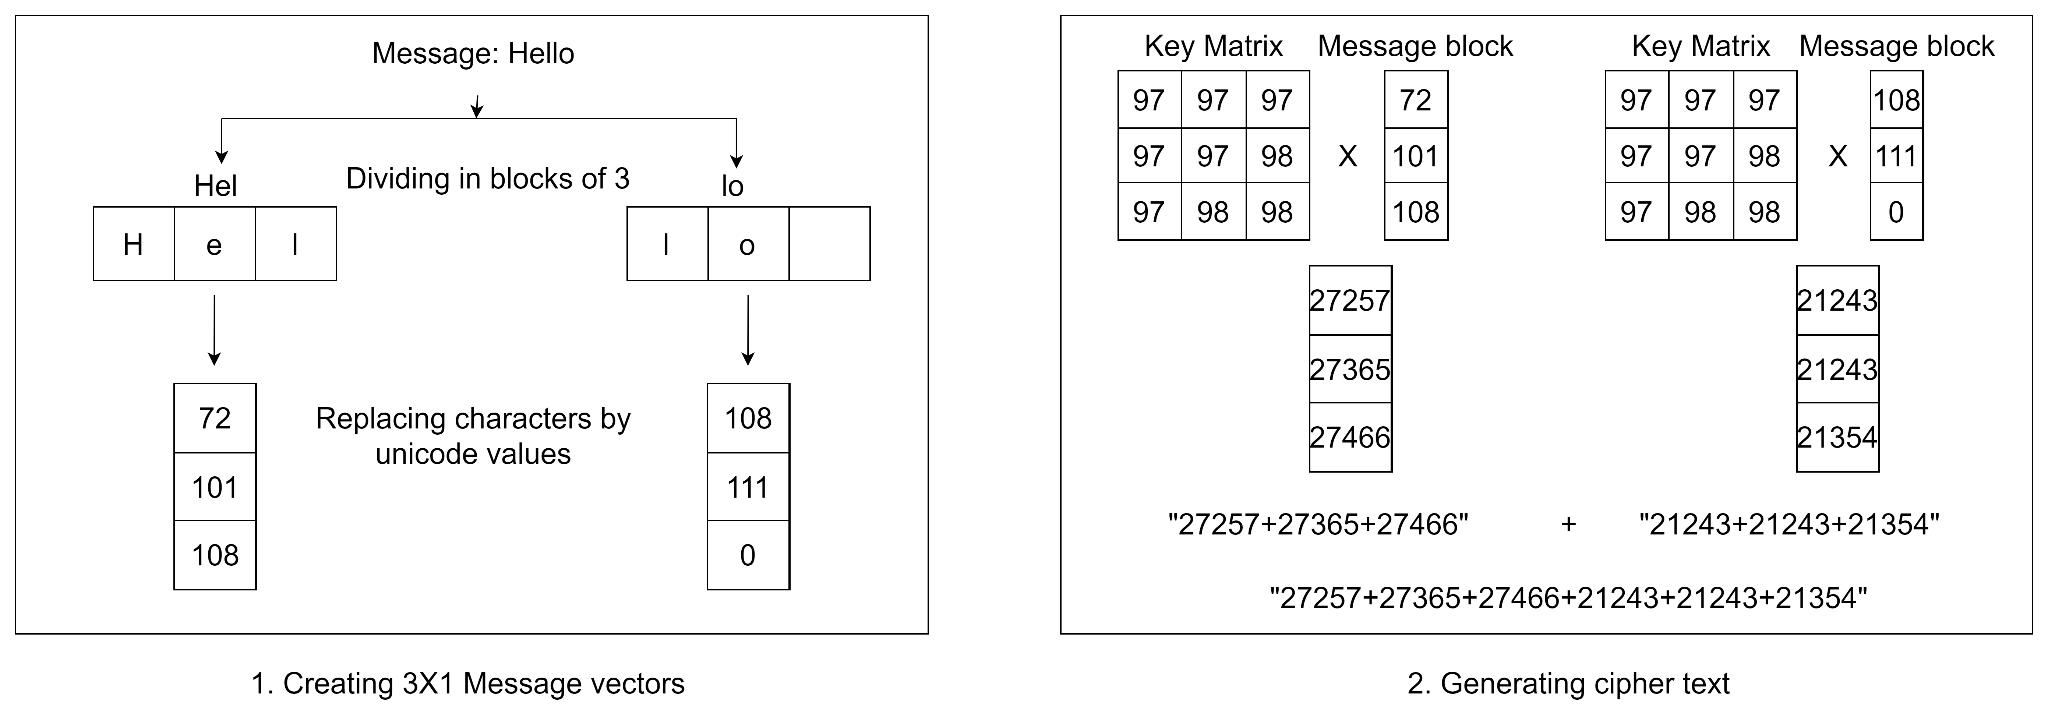 Message: Hello
Dividing in blocks of 3
Hel
lo
H e l
l o
72
101
108
Replacing characters by
unicode values
108
111
0
1. Creating 3X1 Message vectors
Key Matrix Message block
97 97 97 72
97 97 98 X 101
97 98 98 108
27257
27365
27466
Key Matrix Message block
97 97 97 108
97 97 98 X 111
97 98 98 0
21243
21243
21354
"27257+27365+27466" + "21243+21243+21354"
"27257+27365+27466+21243+21243+21354"
2. Generating cipher text